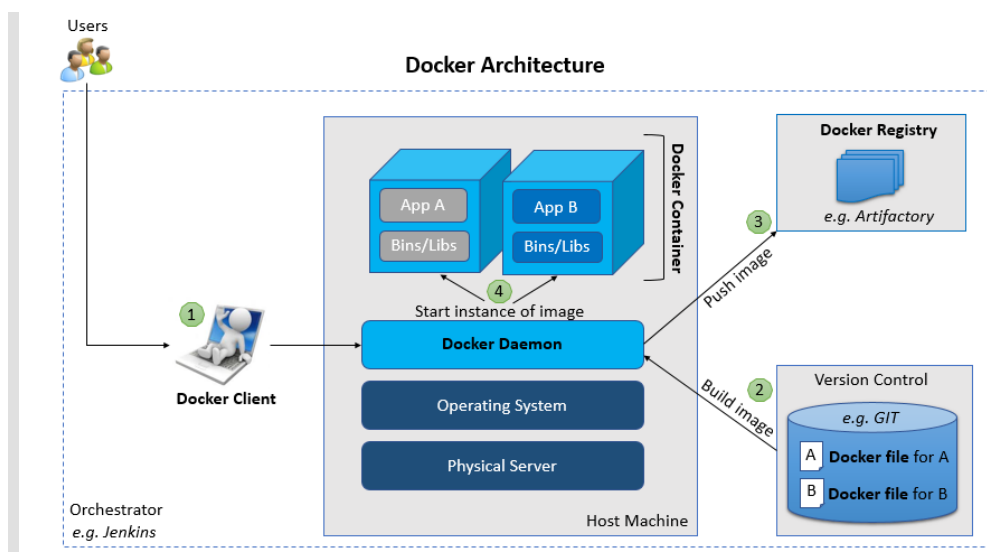 Users
Docker Architecture
Docker Registry
e.g. Artifactory
Docker Container
App A
Bins/Libs
App B
Bins/Libs
3
Push image
4
Start instance of image
1
Docker Client
Docker Daemon
Operating System
Physical Server
Host Machine
2
Build image
Version Control
e.g. GIT
A Docker file for A
B Docker file for B
Orchestrator
e.g. Jenkins